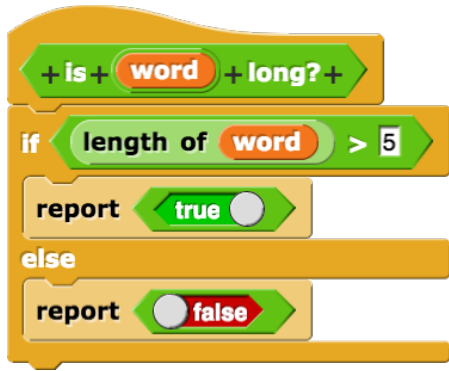 + is + word + long? +
if length of word > 5
report true
else
report false